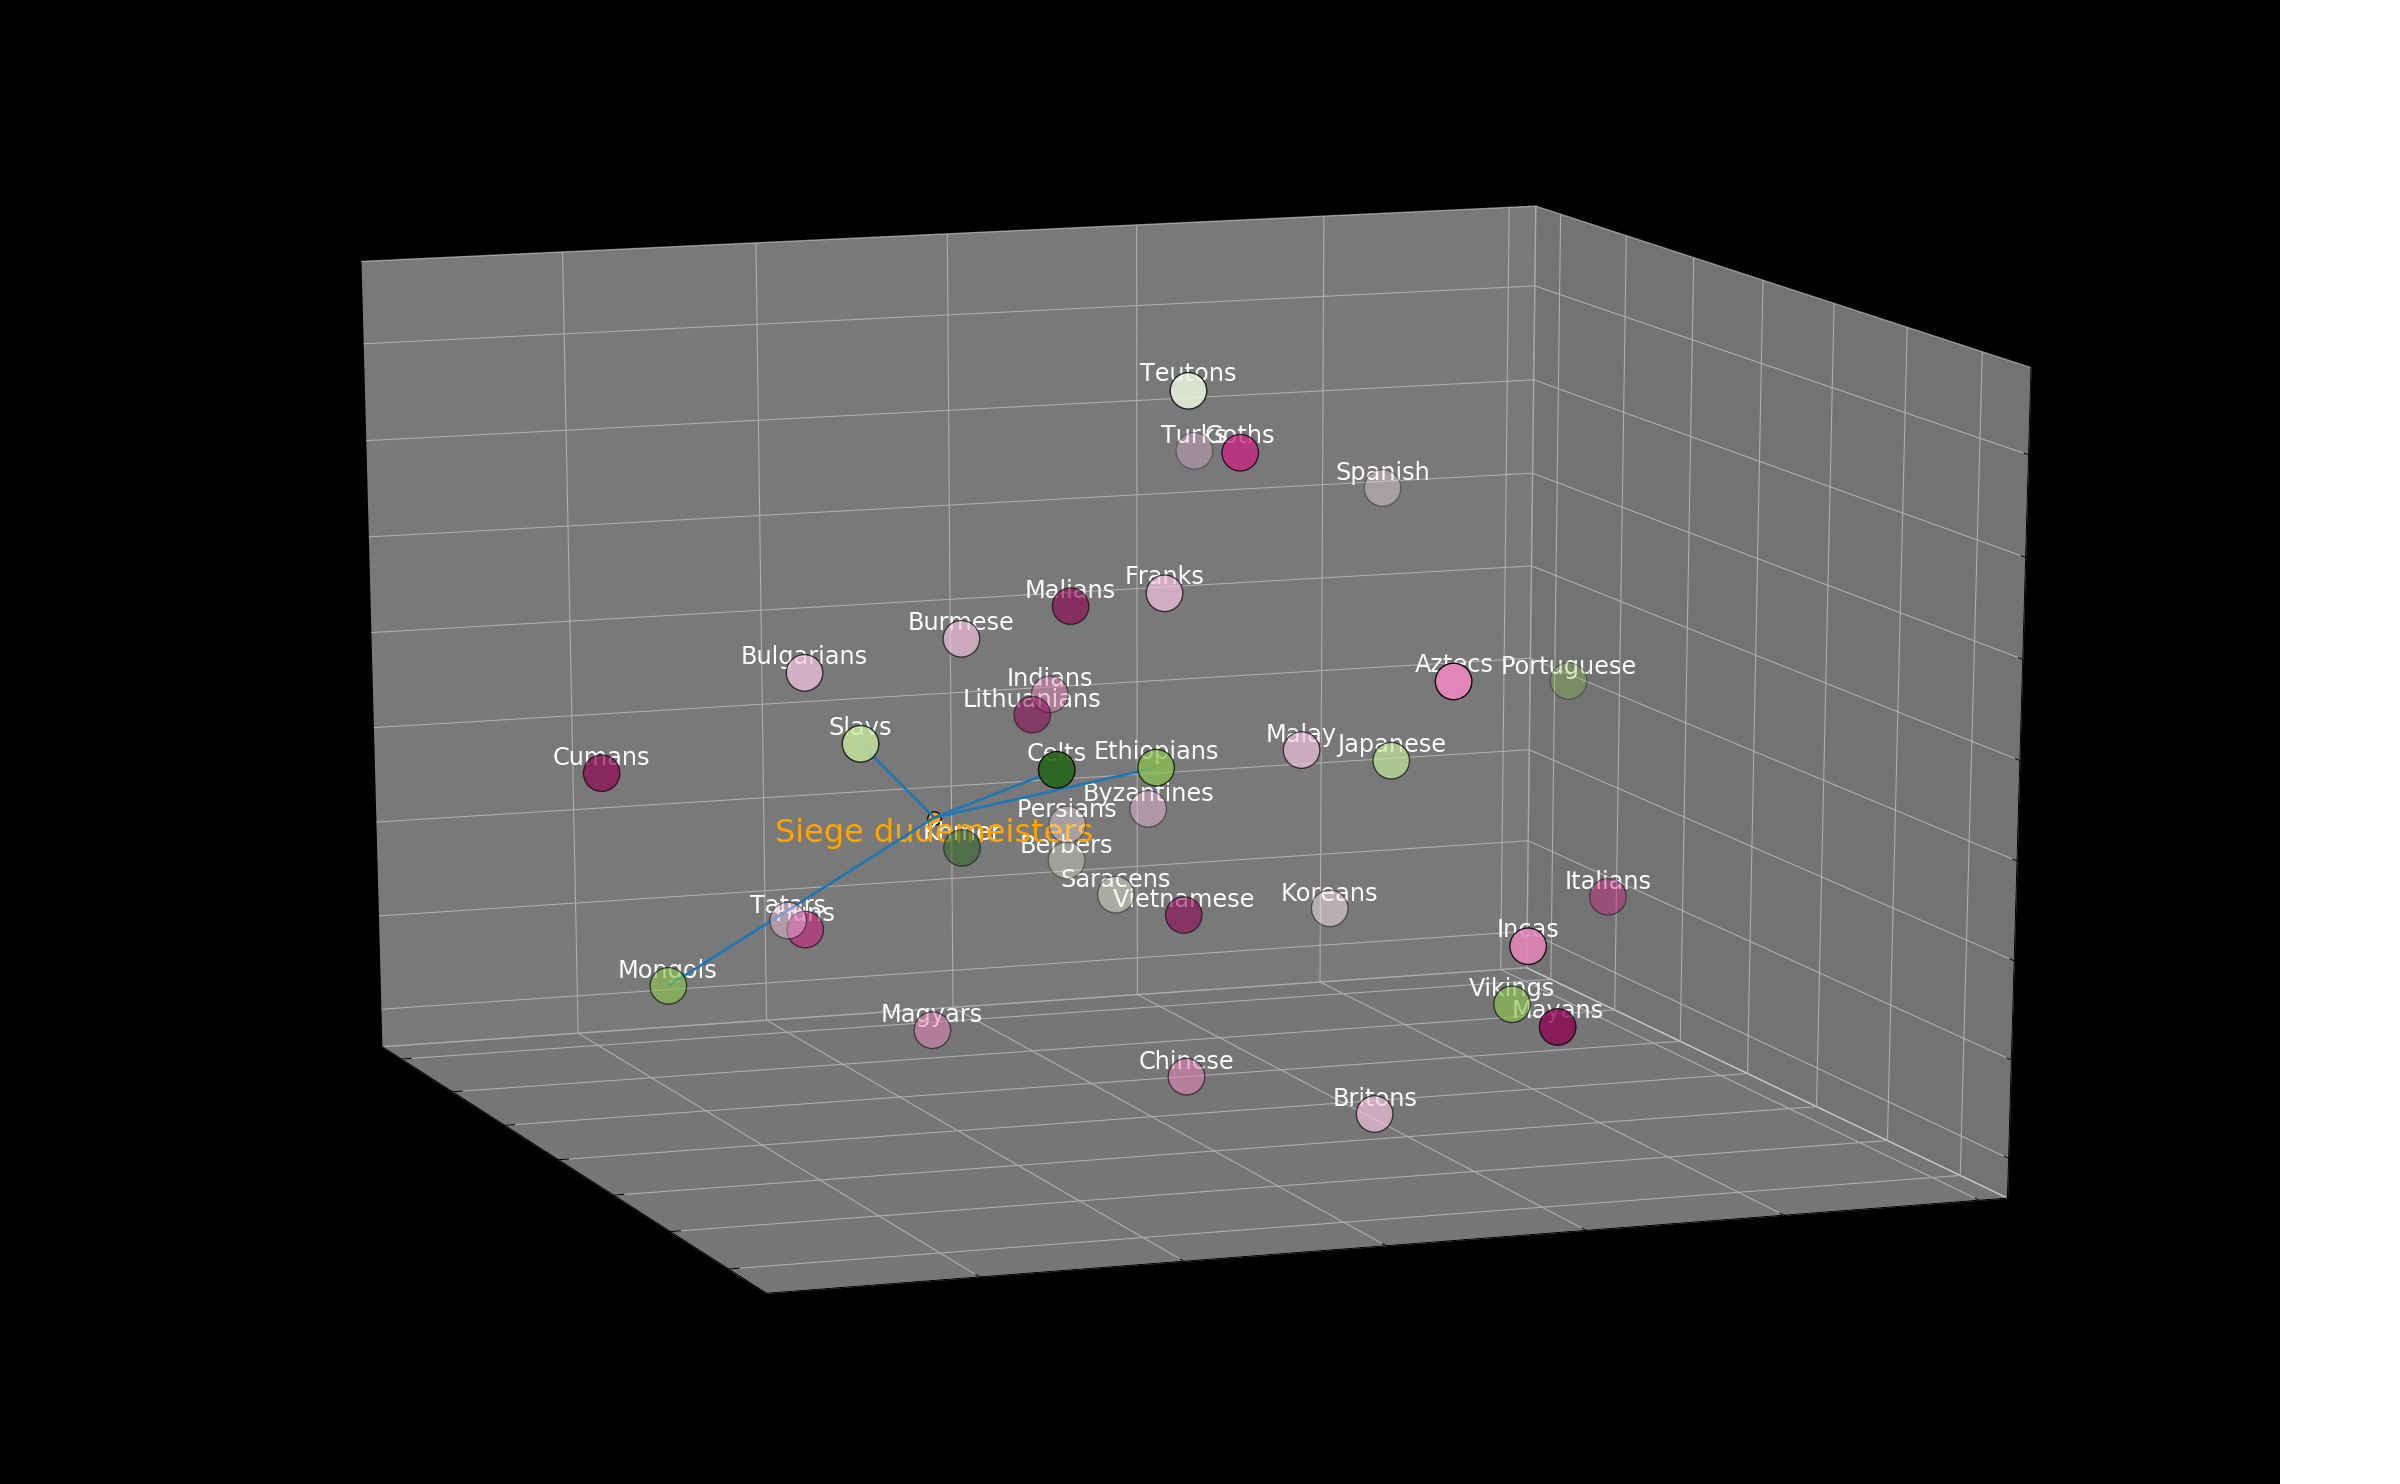 Teutons
Turks
Goths
Spanish
Franks
Malians
Burmese
Bulgarians
Aztecs
Portuguese
Indians
Lithuanians
Slavs
Malay
Japanese
Celts
Ethiopians
Cumans
Byzantines
Persians
Siege dudemeisters
Khmer
Berbers
Saracens
Italians
Vietnamese
Koreans
Tatars
Huns
Incas
Mongols
Vikings
Mayans
Magyars
Chinese
Britons